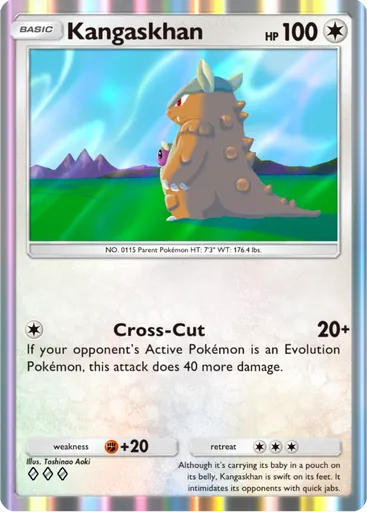 BASIC Kangaskhan HP 100
NO. 0115 Parent Pokémon HT: 7'3" WT: 176.4 lbs.
Cross-Cut 20+
If your opponent's Active Pokémon is an Evolution
Pokémon, this attack does 40 more damage.
weakness +20 retreat
Illus. Toshinao Aoki
Although it's carrying its baby in a pouch on
its belly, Kangaskhan is swift on its feet. It
intimidates its opponents with quick jabs.